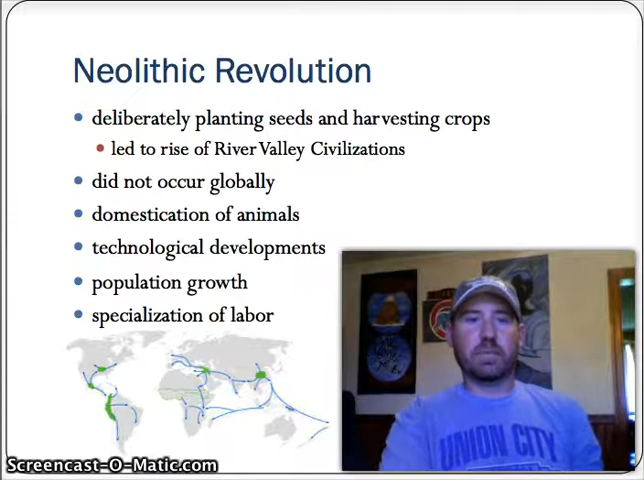 Neolithic Revolution
deliberately planting seeds and harvesting crops
led to rise of River Valley Civilizations
did not occur globally
domestication of animals
technological developments
population growth
specialization of labor
UNION CITY
Screencast-O-Matic.com